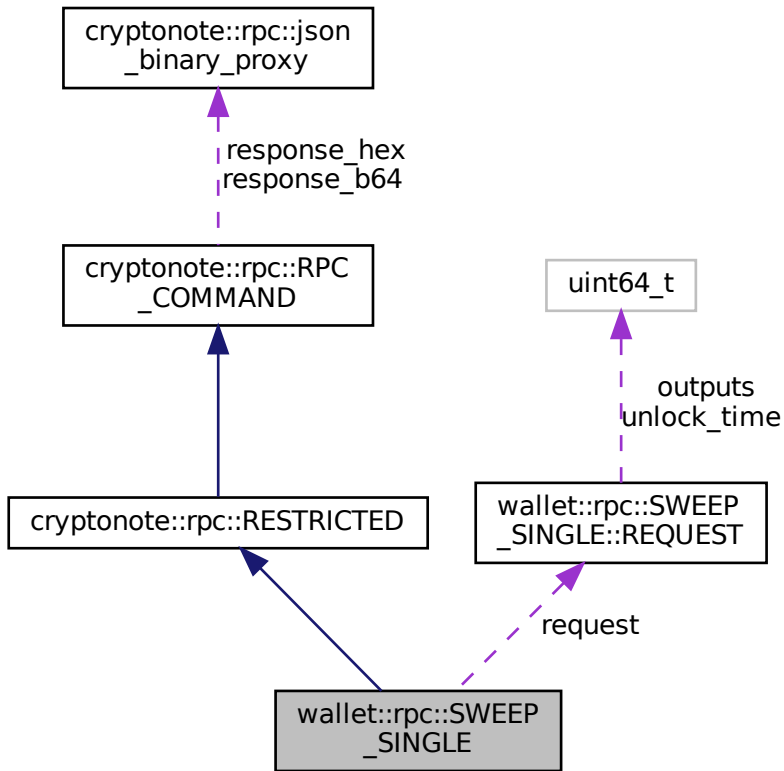 cryptonote::rpc::json
_binary_proxy
response_hex
response_b64
cryptonote::rpc::RPC
_COMMAND
uint64_t
outputs
unlock_time
cryptonote::rpc::RESTRICTED
wallet::rpc::SWEEP
_SINGLE::REQUEST
request
wallet::rpc::SWEEP
_SINGLE